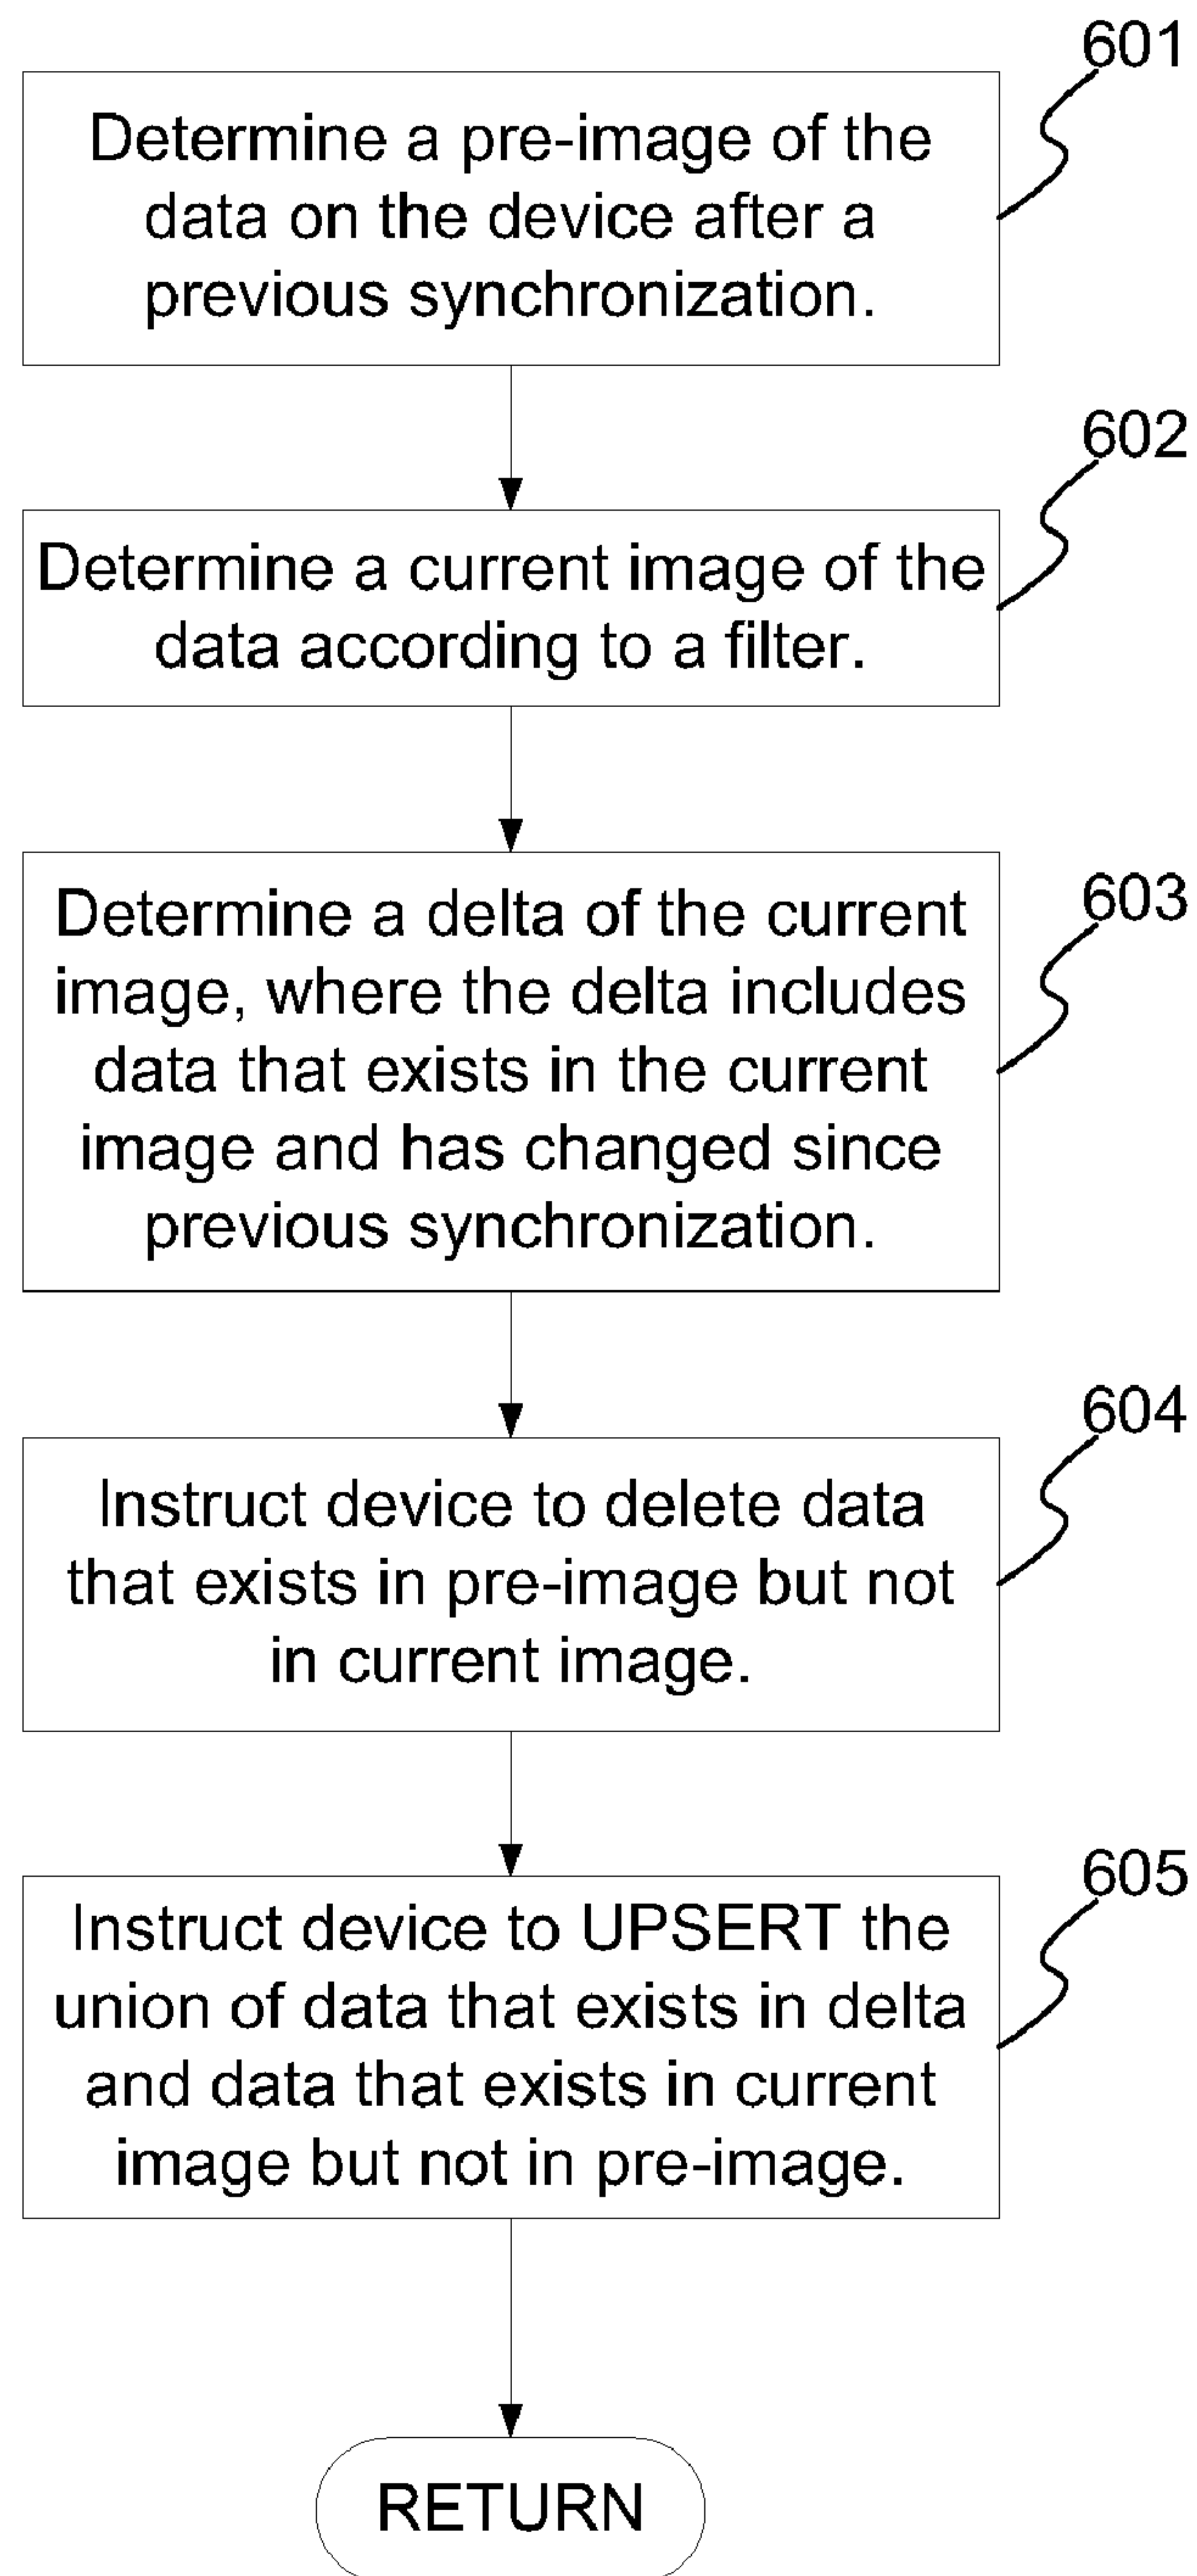 601
Determine a pre-image of the
data on the device after a
previous synchronization.
602
Determine a current image of the
data according to a filter.
603
Determine a delta of the current
image, where the delta includes
data that exists in the current
image and has changed since
previous synchronization.
604
Instruct device to delete data
that exists in pre-image but not
in current image.
605
Instruct device to UPSERT the
union of data that exists in delta
and data that exists in current
image but not in pre-image.
RETURN